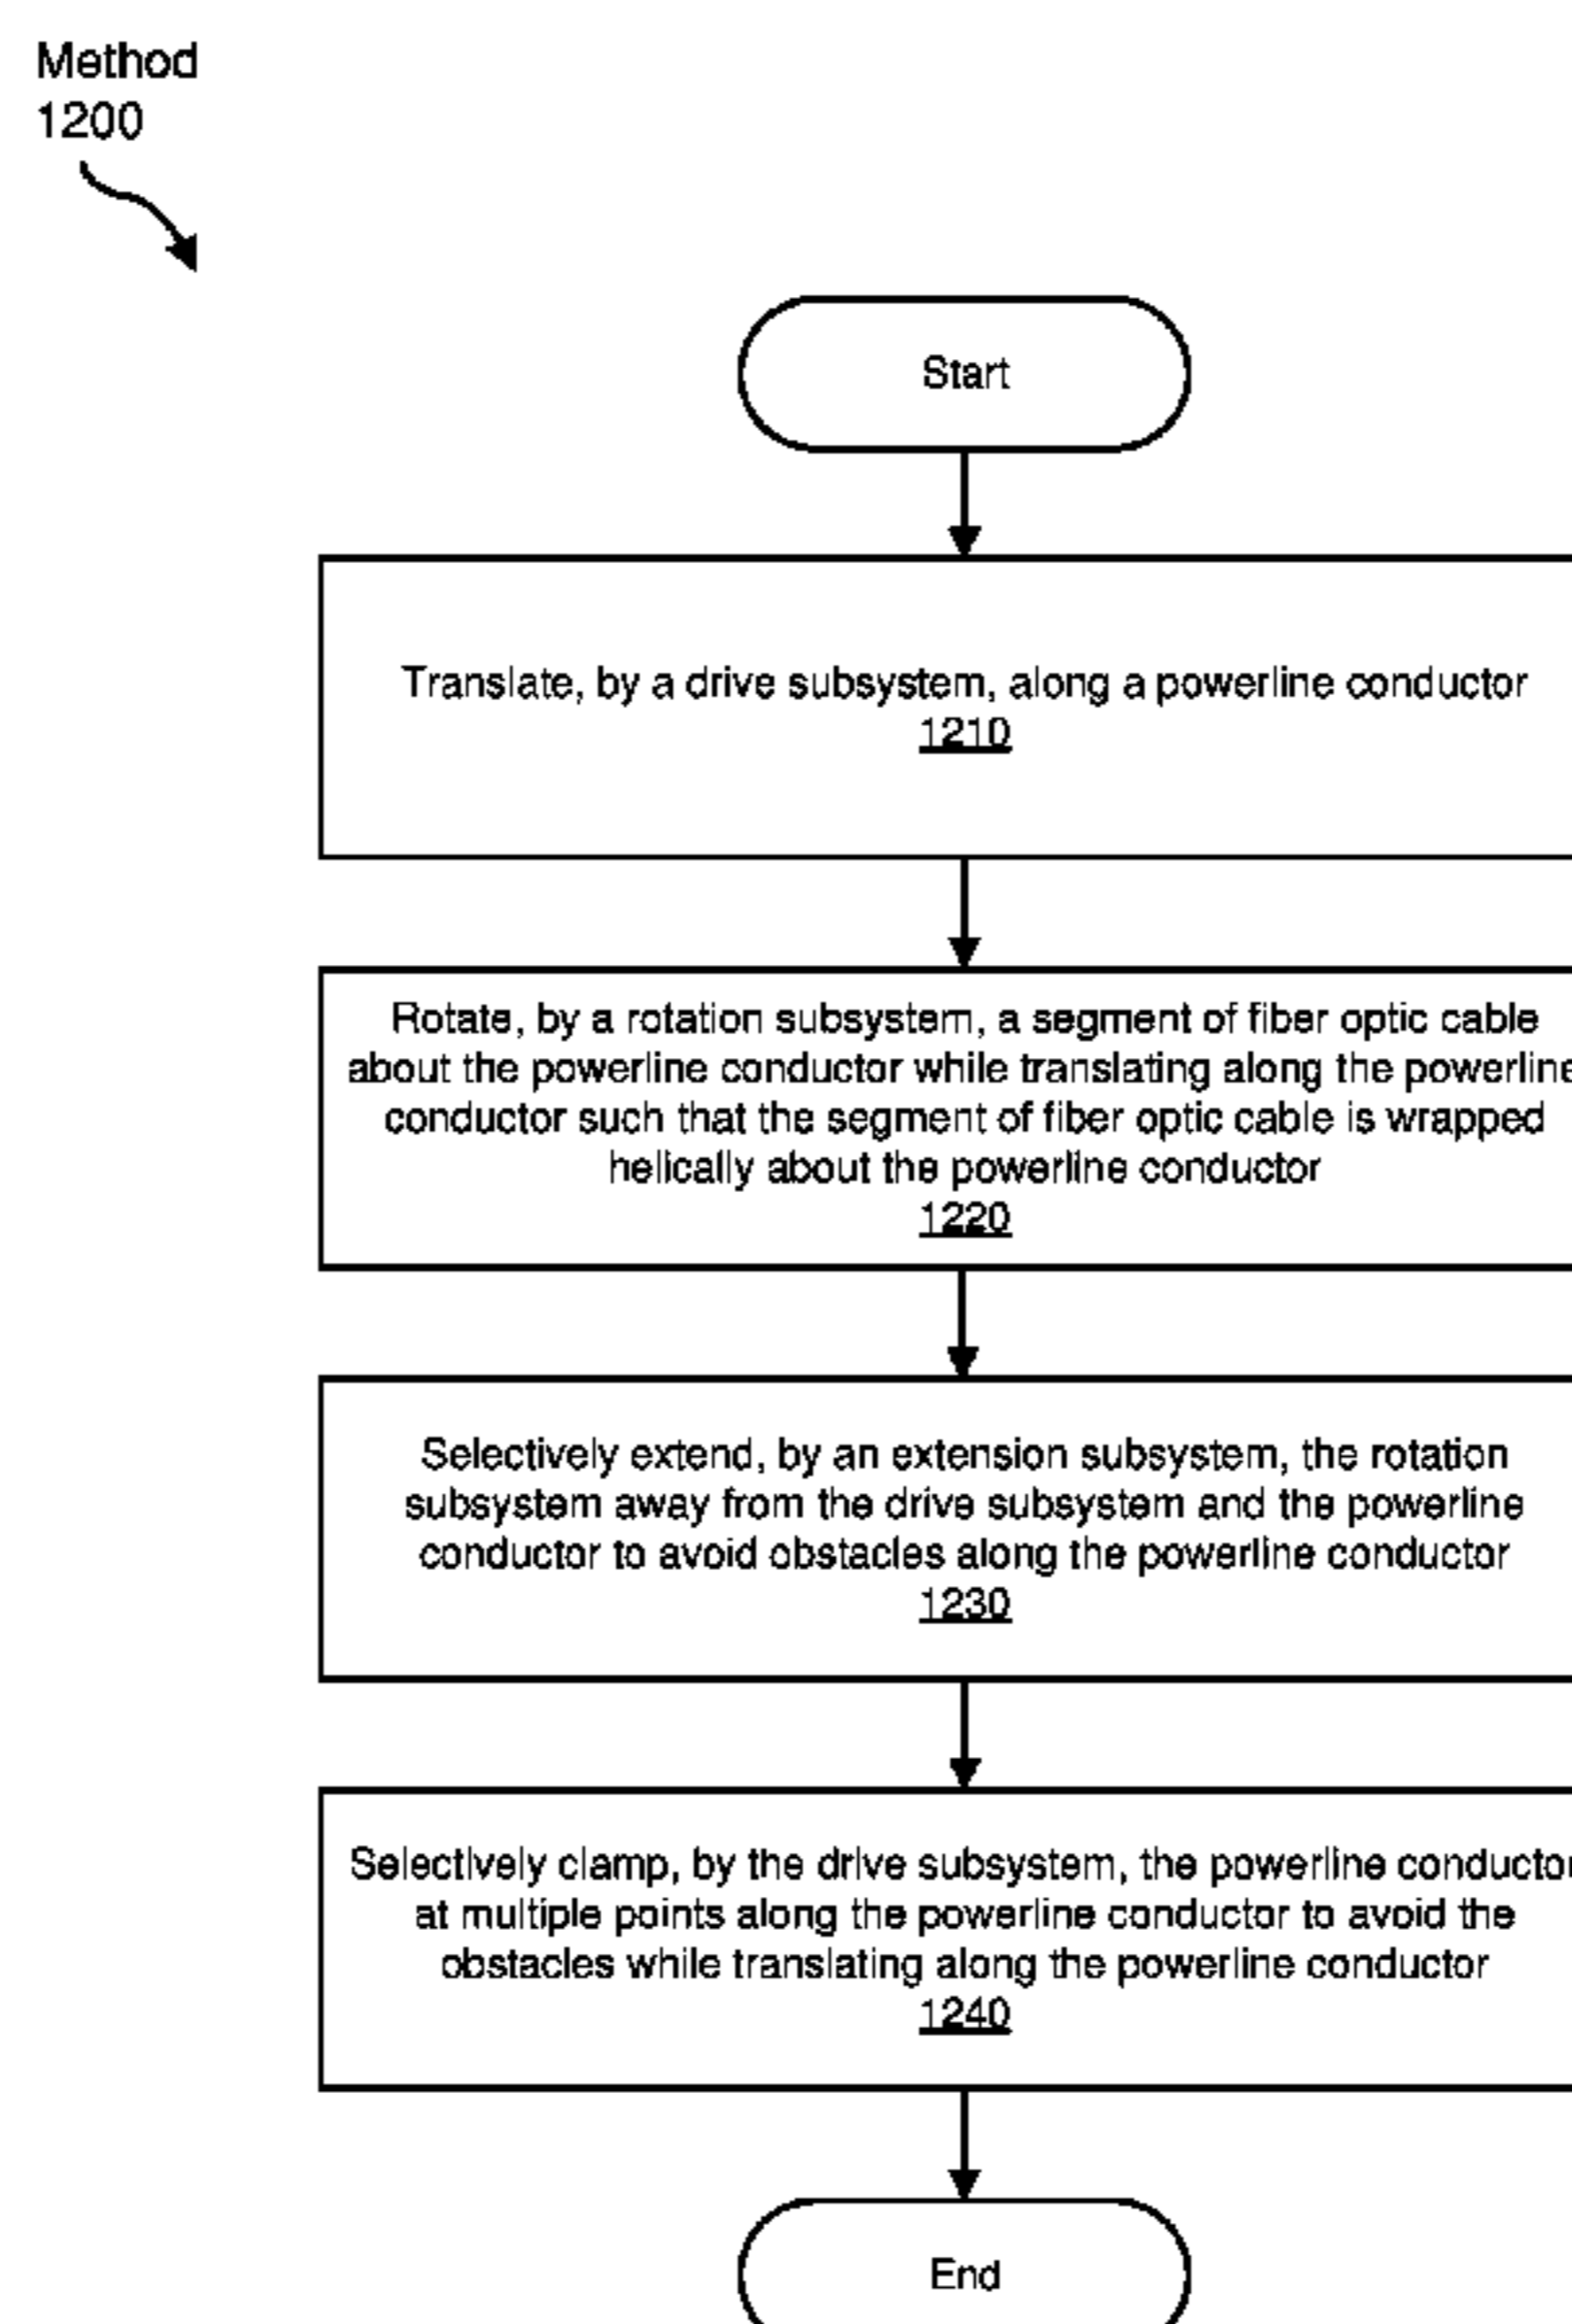 Method
1200
Start
Translate, by a drive subsystem, along a powerline conductor
1210
Rotate, by a rotation subsystem, a segment of fiber optic cable
about the powerline conductor while translating along the powerline
conductor such that the segment of fiber optic cable is wrapped
helically about the powerline conductor
1220
Selectively extend, by an extension subsystem, the rotation
subsystem away from the drive subsystem and the powerline
conductor to avoid obstacles along the powerline conductor
1230
Selectively clamp, by the drive subsystem, the powerline conductor
at multiple points along the powerline conductor to avoid the
obstacles while translating along the powerline conductor
1240
End